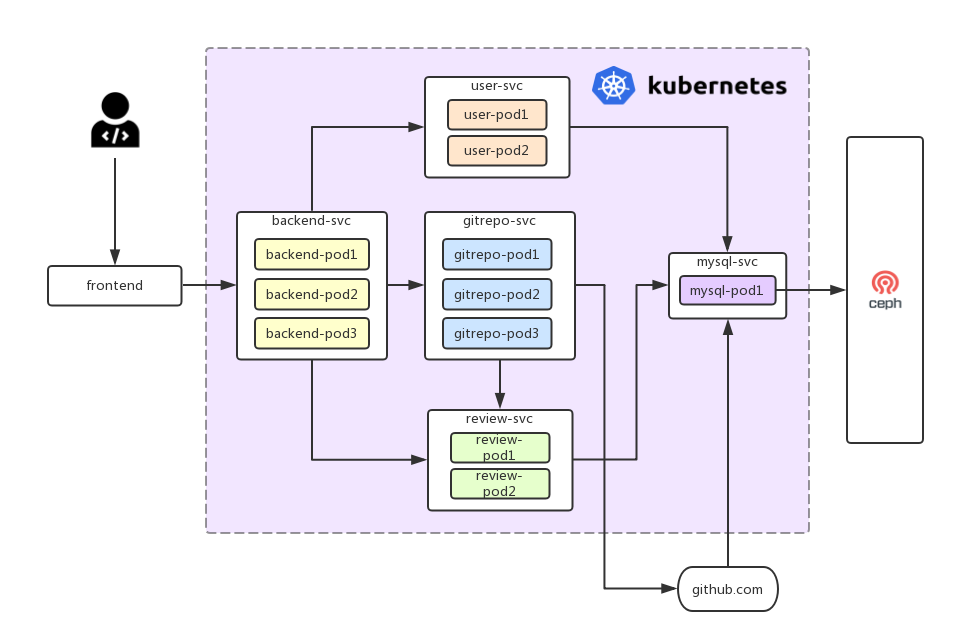 kubernetes
user-svc
user-pod1
user-pod2
</>
backend-svc
backend-pod1
backend-pod2
backend-pod3
gitrepo-svc
gitrepo-pod1
gitrepo-pod2
gitrepo-pod3
frontend
mysql-svc
mysql-pod1
ceph
review-svc
review-
pod1
review-
pod2
github.com